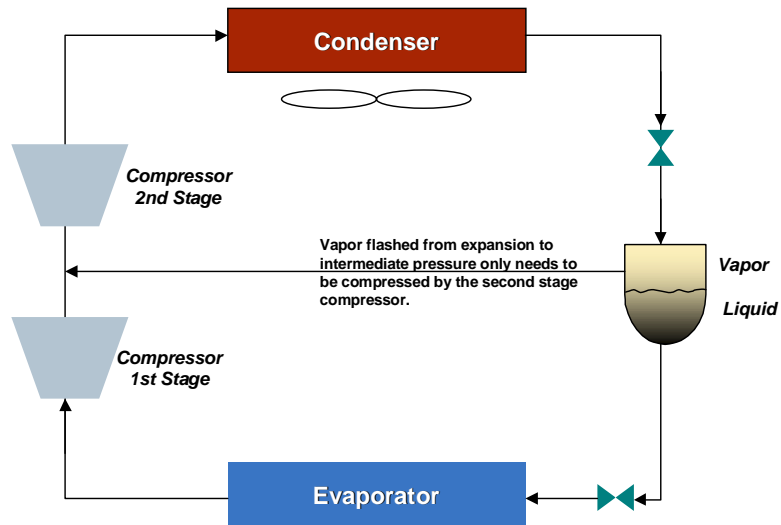 Condenser
Compressor
2nd Stage
Vapor flashed from expansion to
intermediate pressure only needs to
be compressed by the second stage
compressor.
Vapor
Liquid
Compressor
1st Stage
Evaporator